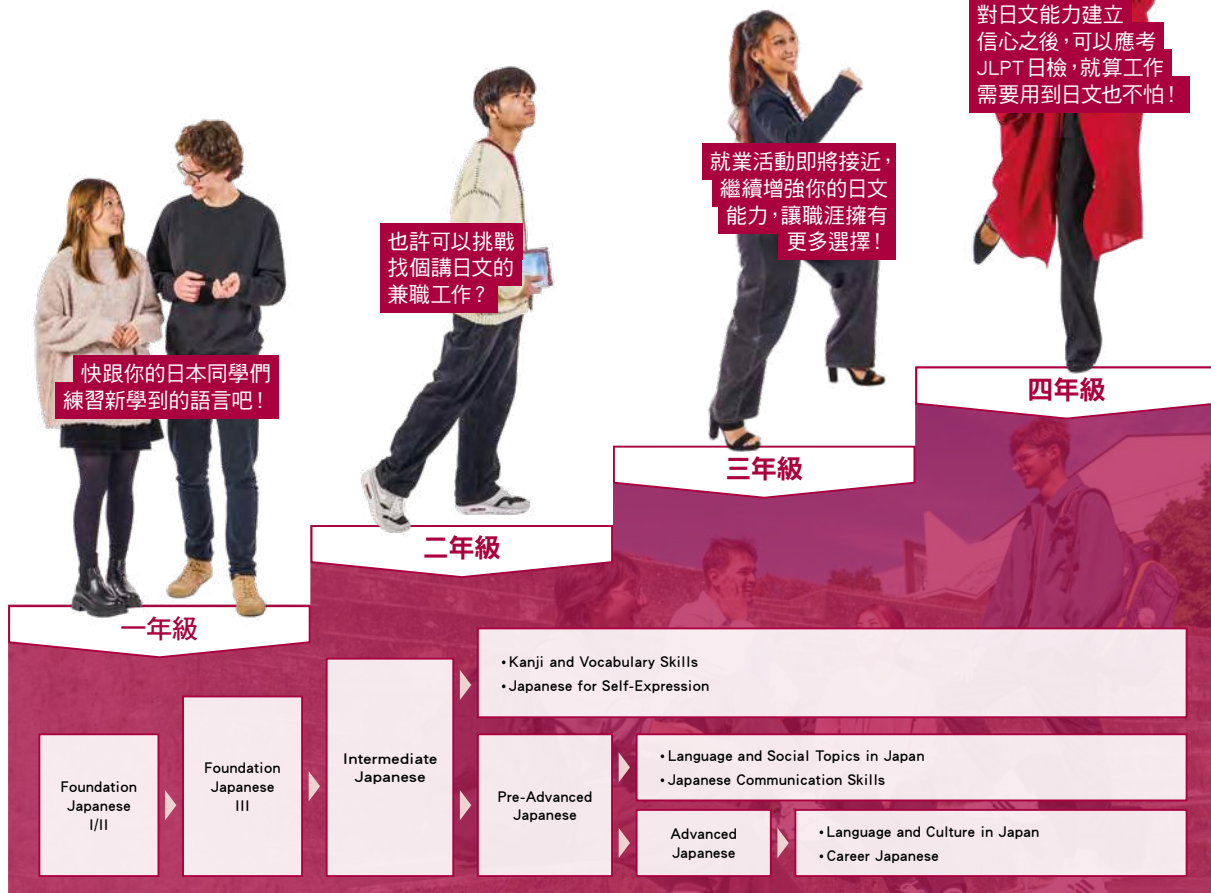 快跟你的日本同學們
練習新學到的語言吧！
一年級
也許可以挑戰
找個講日文的
兼職工作？
二年級
就業活動即將接近，
繼續增強你的日文
能力，讓職涯擁有
更多選擇！
三年級
對日文能力建立
信心之後，可以應考
JLPT日檢，就算工作
需要用到日文也不怕！
四年級
Foundation
Japanese
I/II
Foundation
Japanese
III
Intermediate
Japanese
•Kanji and Vocabulary Skills
•Japanese for Self-Expression
Pre-Advanced
Japanese
•Language and Social Topics in Japan
•Japanese Communication Skills
Advanced
Japanese
•Language and Culture in Japan
•Career Japanese